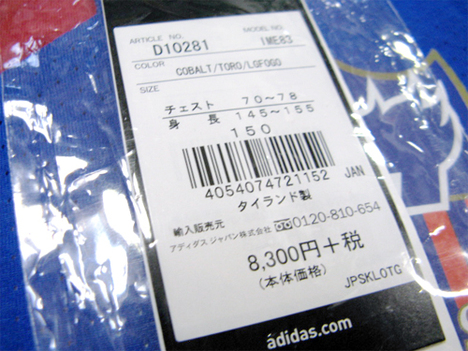 ARTICLE NO. MODEL NO.
D10281 IME83
COLOR
COBALT/TORO/LGFOGO
SIZE
チェスト 70～78
身 長 145～155
150
4054074721152 JAN
タイランド製
輸入販売元
アディダス ジャパン株式会社 0120-810-654
8,300円+税
(本体価格)
JPSKLOTG
adidas.com